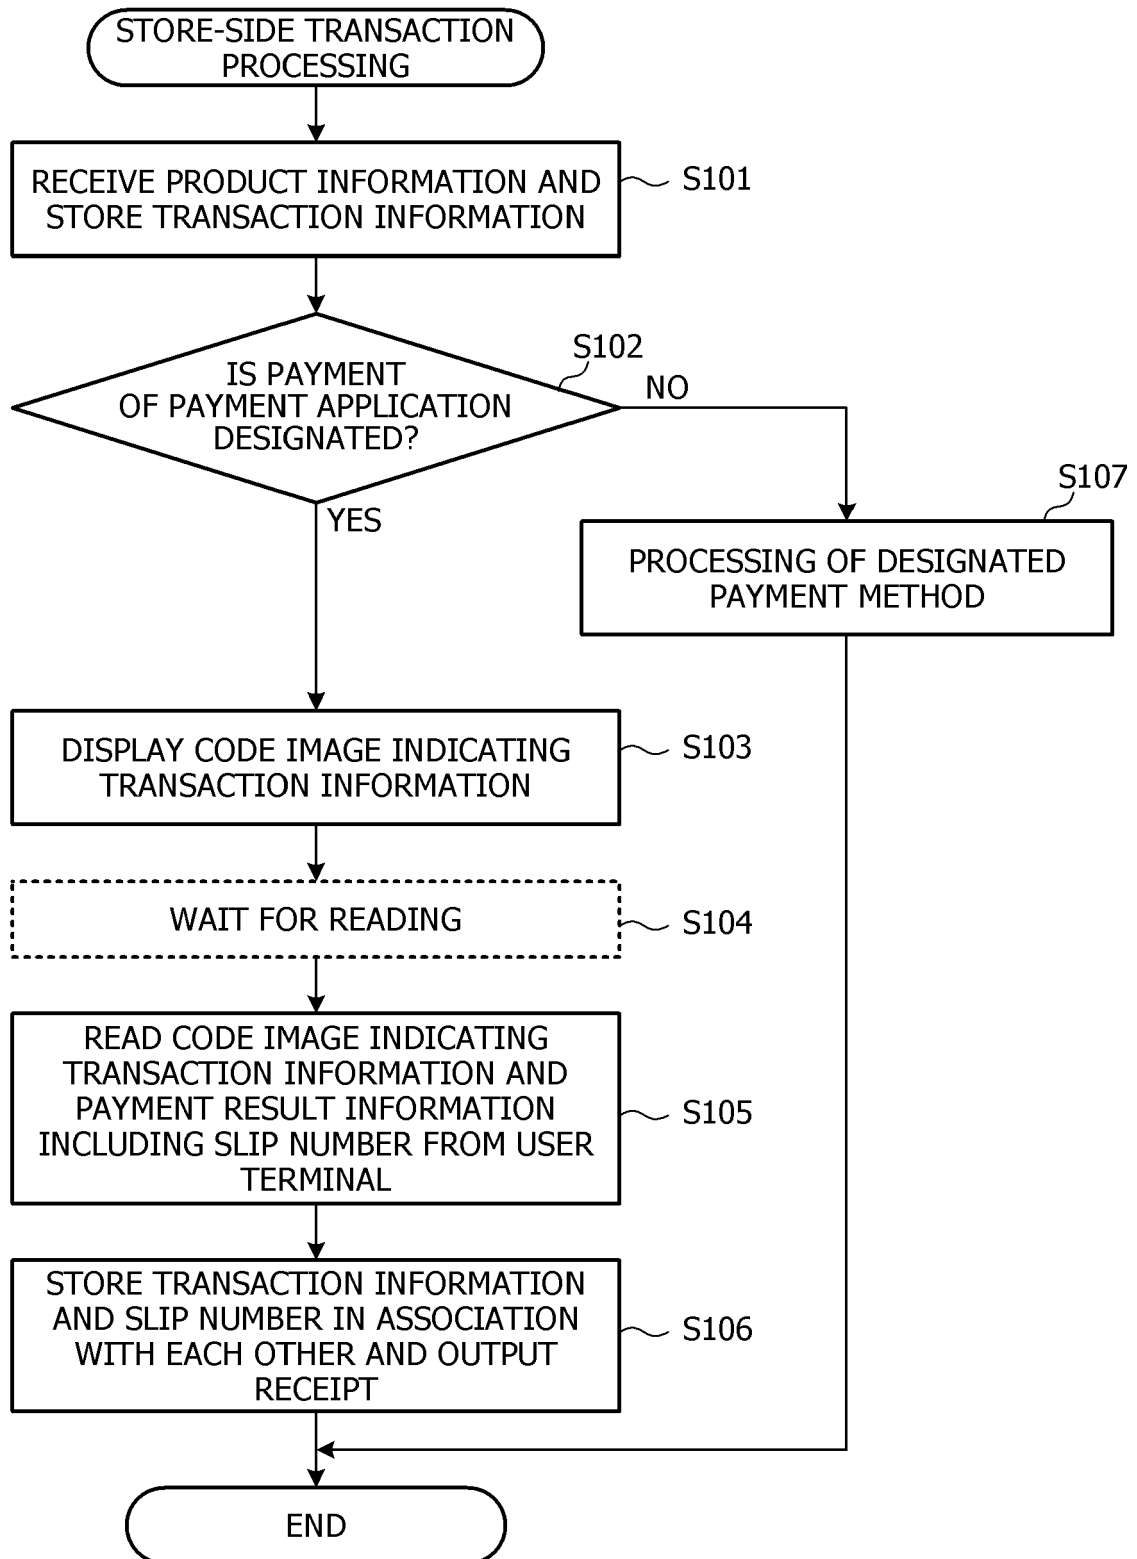 STORE-SIDE TRANSACTION
PROCESSING
RECEIVE PRODUCT INFORMATION AND
STORE TRANSACTION INFORMATION
S101
IS PAYMENT
OF PAYMENT APPLICATION
DESIGNATED?
S102
NO
YES
S107
PROCESSING OF DESIGNATED
PAYMENT METHOD
DISPLAY CODE IMAGE INDICATING
TRANSACTION INFORMATION
S103
WAIT FOR READING
S104
READ CODE IMAGE INDICATING
TRANSACTION INFORMATION AND
PAYMENT RESULT INFORMATION
INCLUDING SLIP NUMBER FROM USER
TERMINAL
S105
STORE TRANSACTION INFORMATION
AND SLIP NUMBER IN ASSOCIATION
WITH EACH OTHER AND OUTPUT
RECEIPT
S106
END